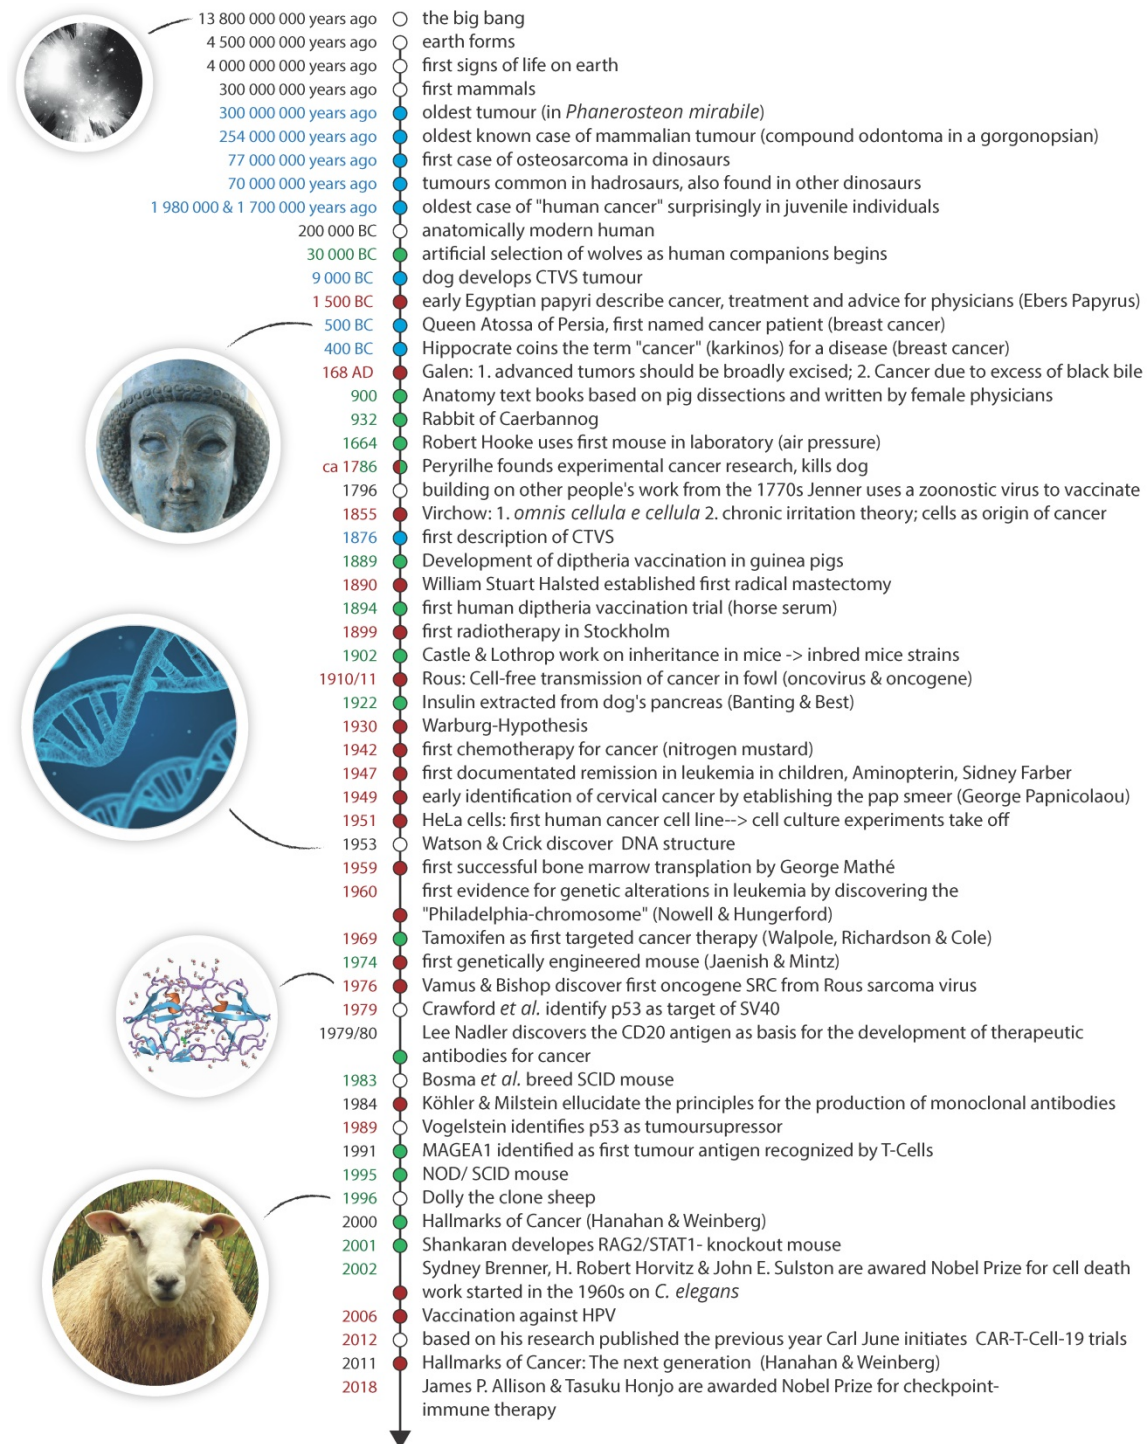 13 800 000 000 years ago the big bang
4 500 000 000 years ago earth forms
4 000 000 000 years ago first signs of life on earth
300 000 000 years ago first mammals
300 000 000 years ago oldest tumour (in Phanerosteon mirabile)
254 000 000 years ago oldest known case of mammalian tumour (compound odontoma in a gorgonopsian)
77 000 000 years ago first case of osteosarcoma in dinosaurs
70 000 000 years ago tumours common in hadrosaurs, also found in other dinosaurs
1 980 000 & 1 700 000 years ago oldest case of "human cancer" surprisingly in juvenile individuals
200 000 BC anatomically modern human
30 000 BC artificial selection of wolves as human companions begins
9 000 BC dog develops CTVS tumour
1 500 BC early Egyptian papyri describe cancer, treatment and advice for physicians (Ebers Papyrus)
500 BC Queen Atossa of Persia, first named cancer patient (breast cancer)
400 BC Hippocrate coins the term "cancer" (karkinos) for a disease (breast cancer)
168 AD Galen: 1. advanced tumors should be broadly excised; 2. Cancer due to excess of black bile
900 Anatomy text books based on pig dissections and written by female physicians
932 Rabbit of Caerbannog
1664 Robert Hooke uses first mouse in laboratory (air pressure)
ca 1786 Peryrilhe founds experimental cancer research, kills dog
1796 building on other people's work from the 1770s Jenner uses a zoonostic virus to vaccinate
1855 Virchow: 1. omnis cellula e cellula 2. chronic irritation theory; cells as origin of cancer
1876 first description of CTVS
1889 Development of diptheria vaccination in guinea pigs
1890 William Stuart Halsted established first radical mastectomy
1894 first human diptheria vaccination trial (horse serum)
1899 first radiotherapy in Stockholm
1902 Castle & Lothrop work on inheritance in mice -> inbred mice strains
1910/11 Rous: Cell-free transmission of cancer in fowl (oncovirus & oncogene)
1922 Insulin extracted from dog's pancreas (Banting & Best)
1930 Warburg-Hypothesis
1942 first chemotherapy for cancer (nitrogen mustard)
1947 first documentated remission in leukemia in children, Aminopterin, Sidney Farber
1949 early identification of cervical cancer by etablishing the pap smeer (George Papnicolaou)
1951 HeLa cells: first human cancer cell line--> cell culture experiments take off
1953 Watson & Crick discover DNA structure
1959 first successful bone marrow transplation by George Mathé
1960 first evidence for genetic alterations in leukemia by discovering the
"Philadelphia-chromosome" (Nowell & Hungerford)
1969 Tamoxifen as first targeted cancer therapy (Walpole, Richardson & Cole)
1974 first genetically engineered mouse (Jaenish & Mintz)
1976 Vamus & Bishop discover first oncogene SRC from Rous sarcoma virus
1979 Crawford et al. identify p53 as target of SV40
1979/80 Lee Nadler discovers the CD20 antigen as basis for the development of therapeutic
antibodies for cancer
1983 Bosma et al. breed SCID mouse
1984 Köhler & Milstein ellucidate the principles for the production of monoclonal antibodies
1989 Vogelstein identifies p53 as tumoursupressor
1991 MAGEA1 identified as first tumour antigen recognized by T-Cells
1995 NOD/ SCID mouse
1996 Dolly the clone sheep
2000 Hallmarks of Cancer (Hanahan & Weinberg)
2001 Shankaran developes RAG2/STAT1- knockout mouse
2002 Sydney Brenner, H. Robert Horvitz & John E. Sulston are awared Nobel Prize for cell death
work started in the 1960s on C. elegans
2006 Vaccination against HPV
2012 based on his research published the previous year Carl June initiates CAR-T-Cell-19 trials
2011 Hallmarks of Cancer: The next generation (Hanahan & Weinberg)
2018 James P. Allison & Tasuku Honjo are awarded Nobel Prize for checkpoint-
immune therapy